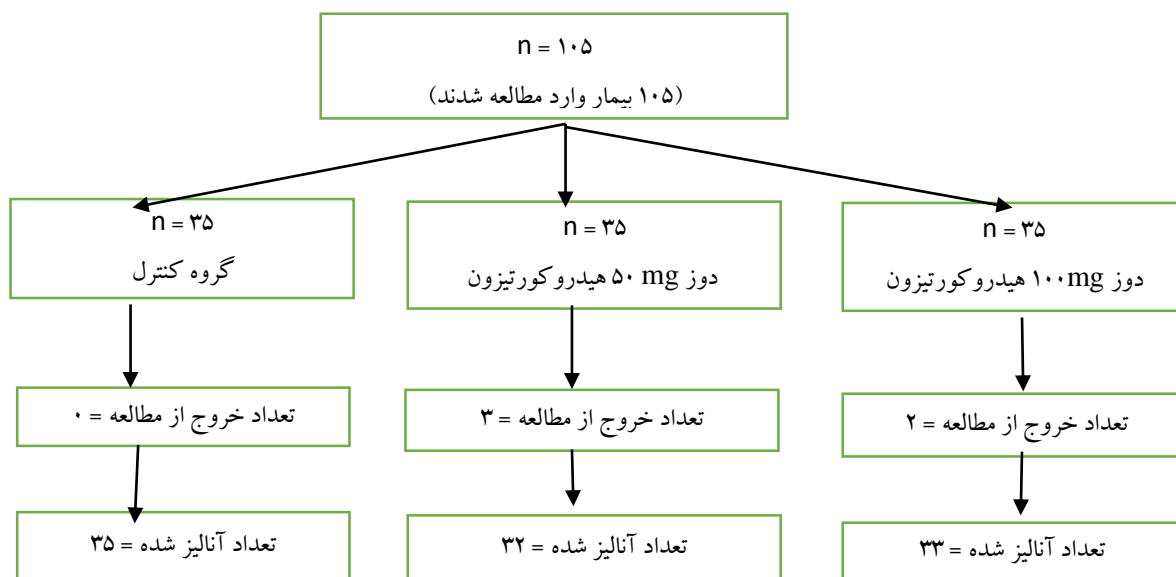 n = ۱۰۵
(۱۰۵ بیمار وارد مطالعه شدند)
n = ۳۵
دوز ۱۰۰mg هیدروکورتیزون
n = ۳۵
دوز ۵۰ mg هیدروکورتیزون
n = ۳۵
گروه کنترل
تعداد خروج از مطالعه = ۲
تعداد خروج از مطالعه = ۳
تعداد خروج از مطالعه = ۰
تعداد آنالیز شده = ۳۳
تعداد آنالیز شده = ۳۲
تعداد آنالیز شده = ۳۵